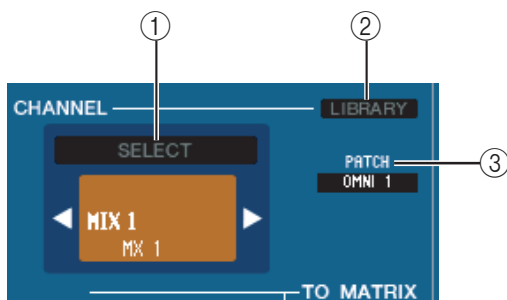 ① ②
CHANNEL LIBRARY
SELECT
PATCH ③
OMNI 1
MIX 1
MX 1
TO MATRIX